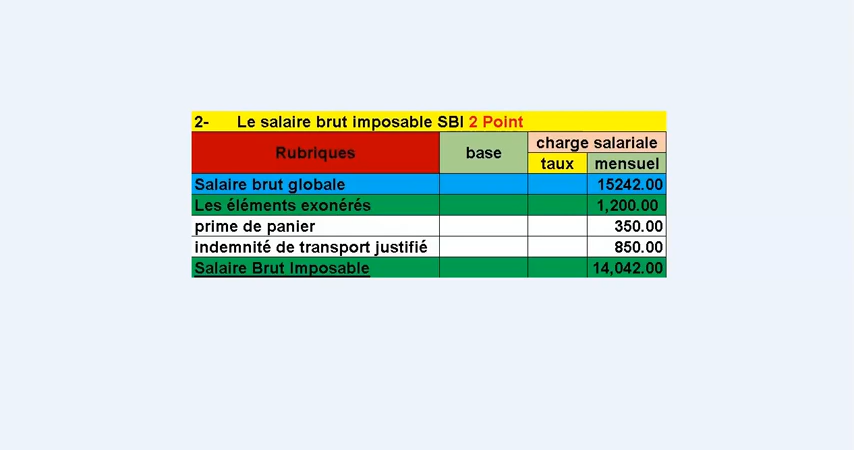 2- Le salaire brut imposable SBI 2 Point
Rubriques base charge salariale
taux mensuel
Salaire brut globale 15242.00
Les éléments exonérés 1,200.00
prime de panier 350.00
indemnité de transport justifié 850.00
Salaire Brut Imposable 14,042.00